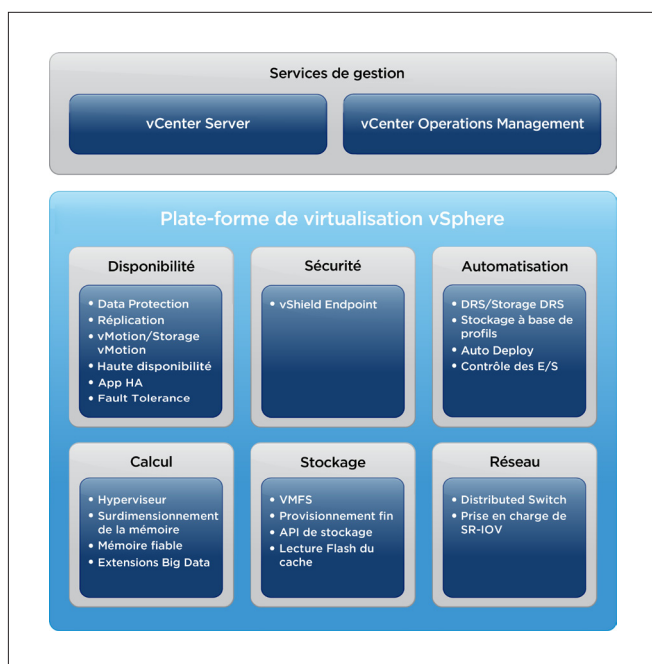 Services de gestion
vCenter Server
vCenter Operations Management
Plate-forme de virtualisation vSphere
Disponibilité
• Data Protection
• Réplication
• vMotion/Storage
vMotion
• Haute disponibilité
• App HA
• Fault Tolerance
Sécurité
• vShield Endpoint
Automatisation
• DRS/Storage DRS
• Stockage à base de
profils
• Auto Deploy
• Contrôle des E/S
Calcul
• Hyperviseur
• Surdimensionnement
de la mémoire
• Mémoire fiable
• Extensions Big Data
Stockage
• VMFS
• Provisionnement fin
• API de stockage
• Lecture Flash du
cache
Réseau
• Distributed Switch
• Prise en charge de
SR-IOV